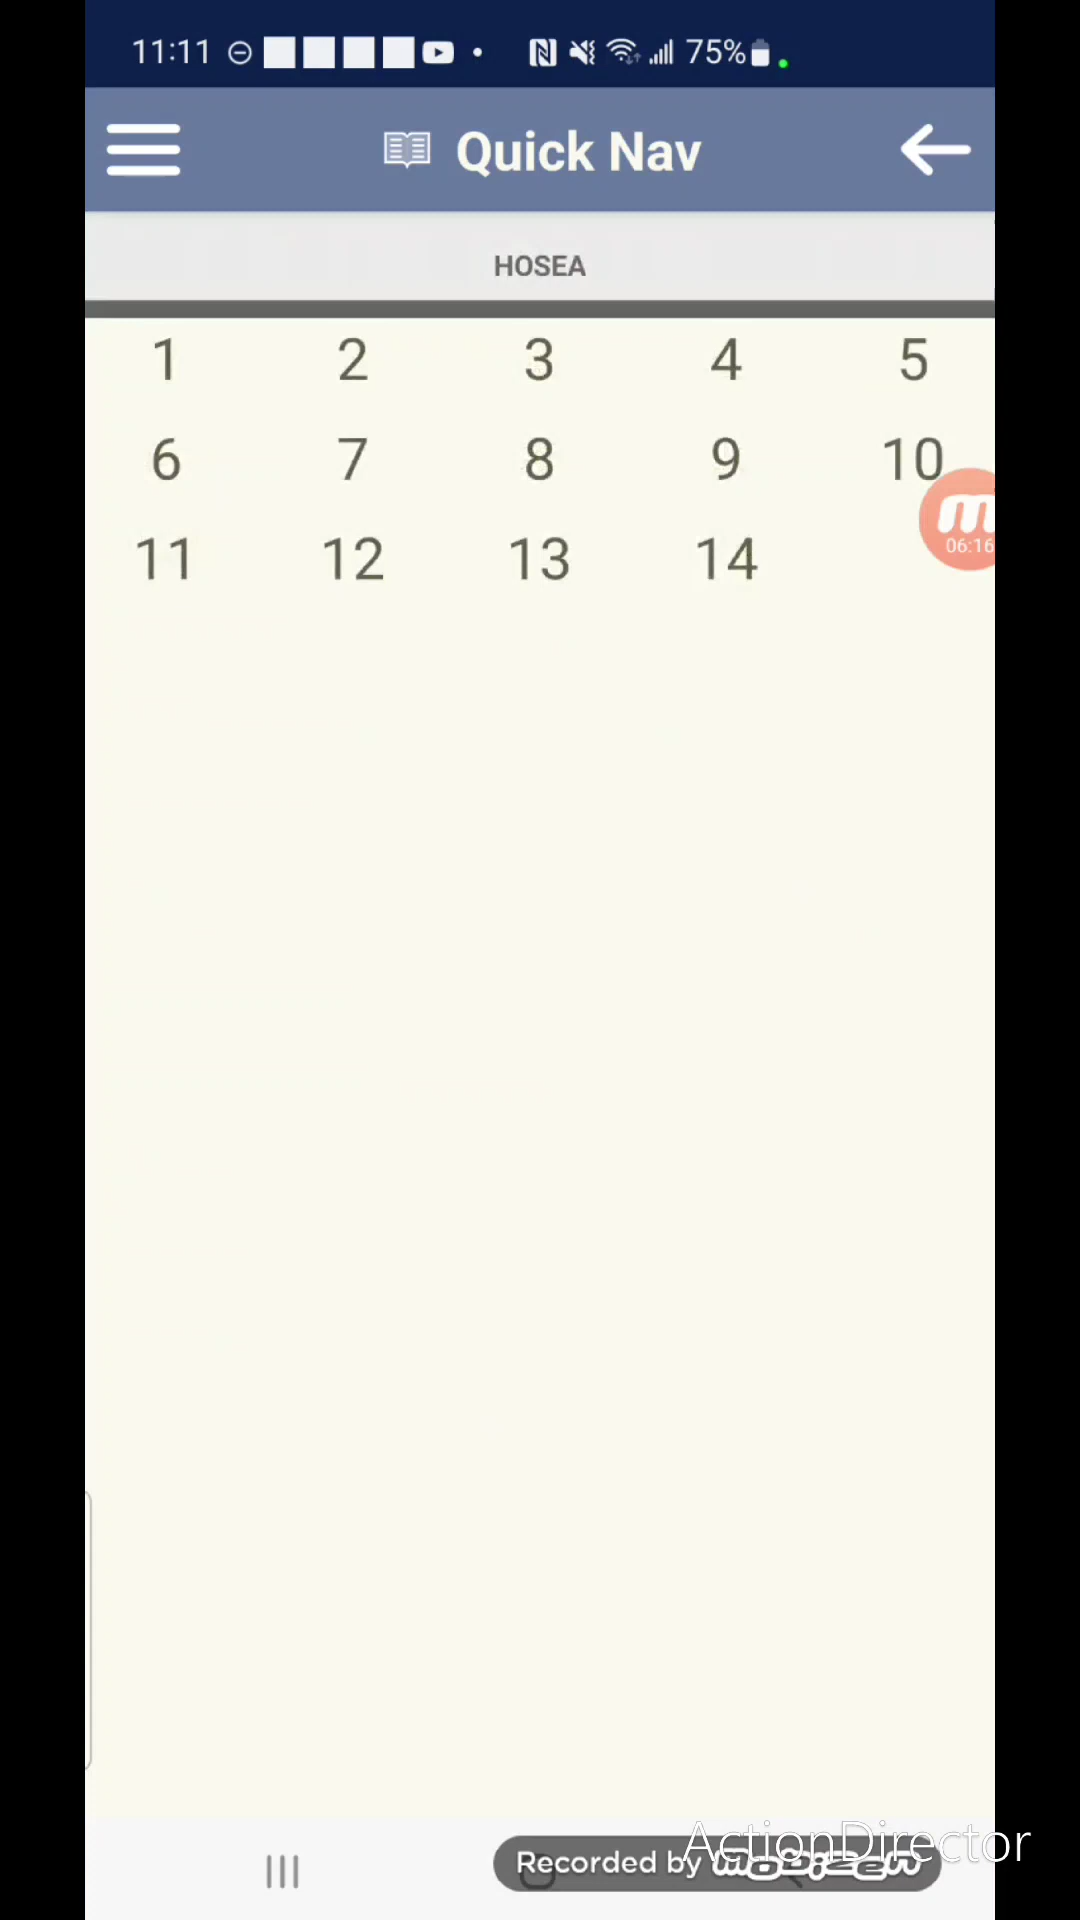 11:11 75%
Quick Nav
HOSEA
1 2 3 4 5
6 7 8 9 10
06:16
11 12 13 14
ActionDirector
Recorded by mobizen